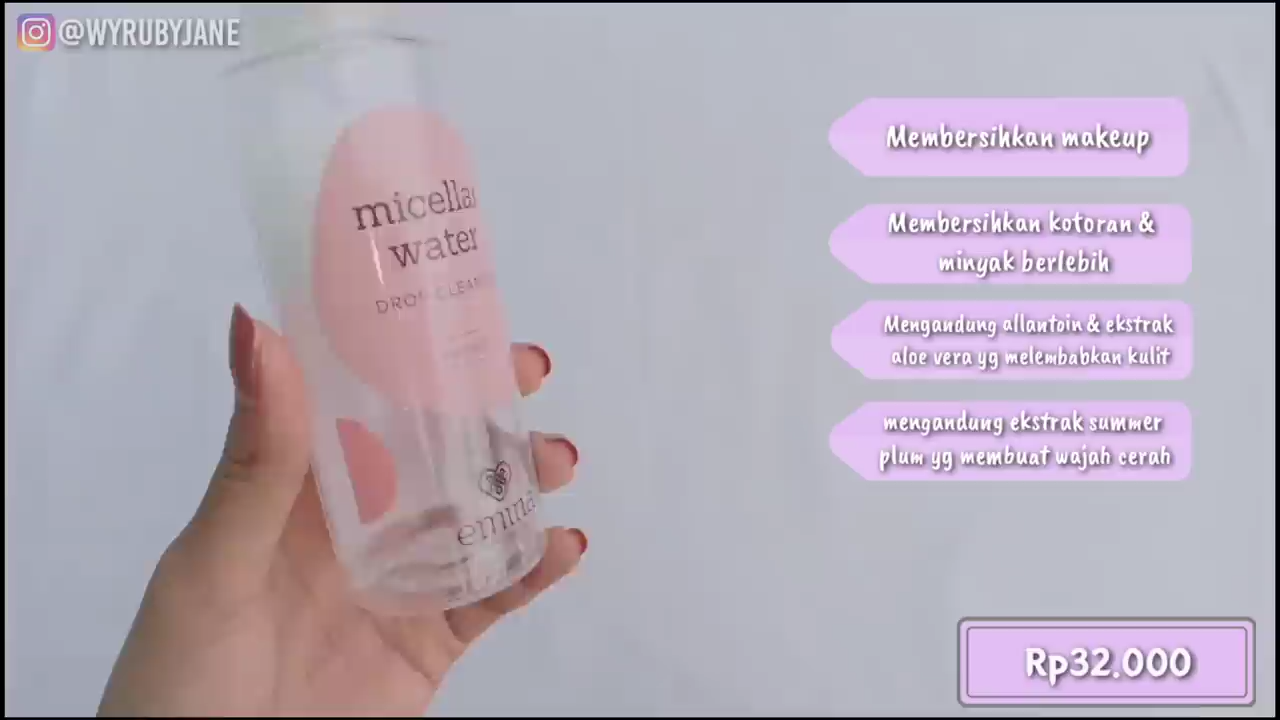 @WYRUBYJANE
micellar
water
emina
Membersihkan makeup
Membersihkan kotoran &
minyak berlebih
Mengandung allantoin & ekstrak
aloe vera yg melembabkan kulit
mengandung ekstrak summer
plum yg membuat wajah cerah
Rp32.000